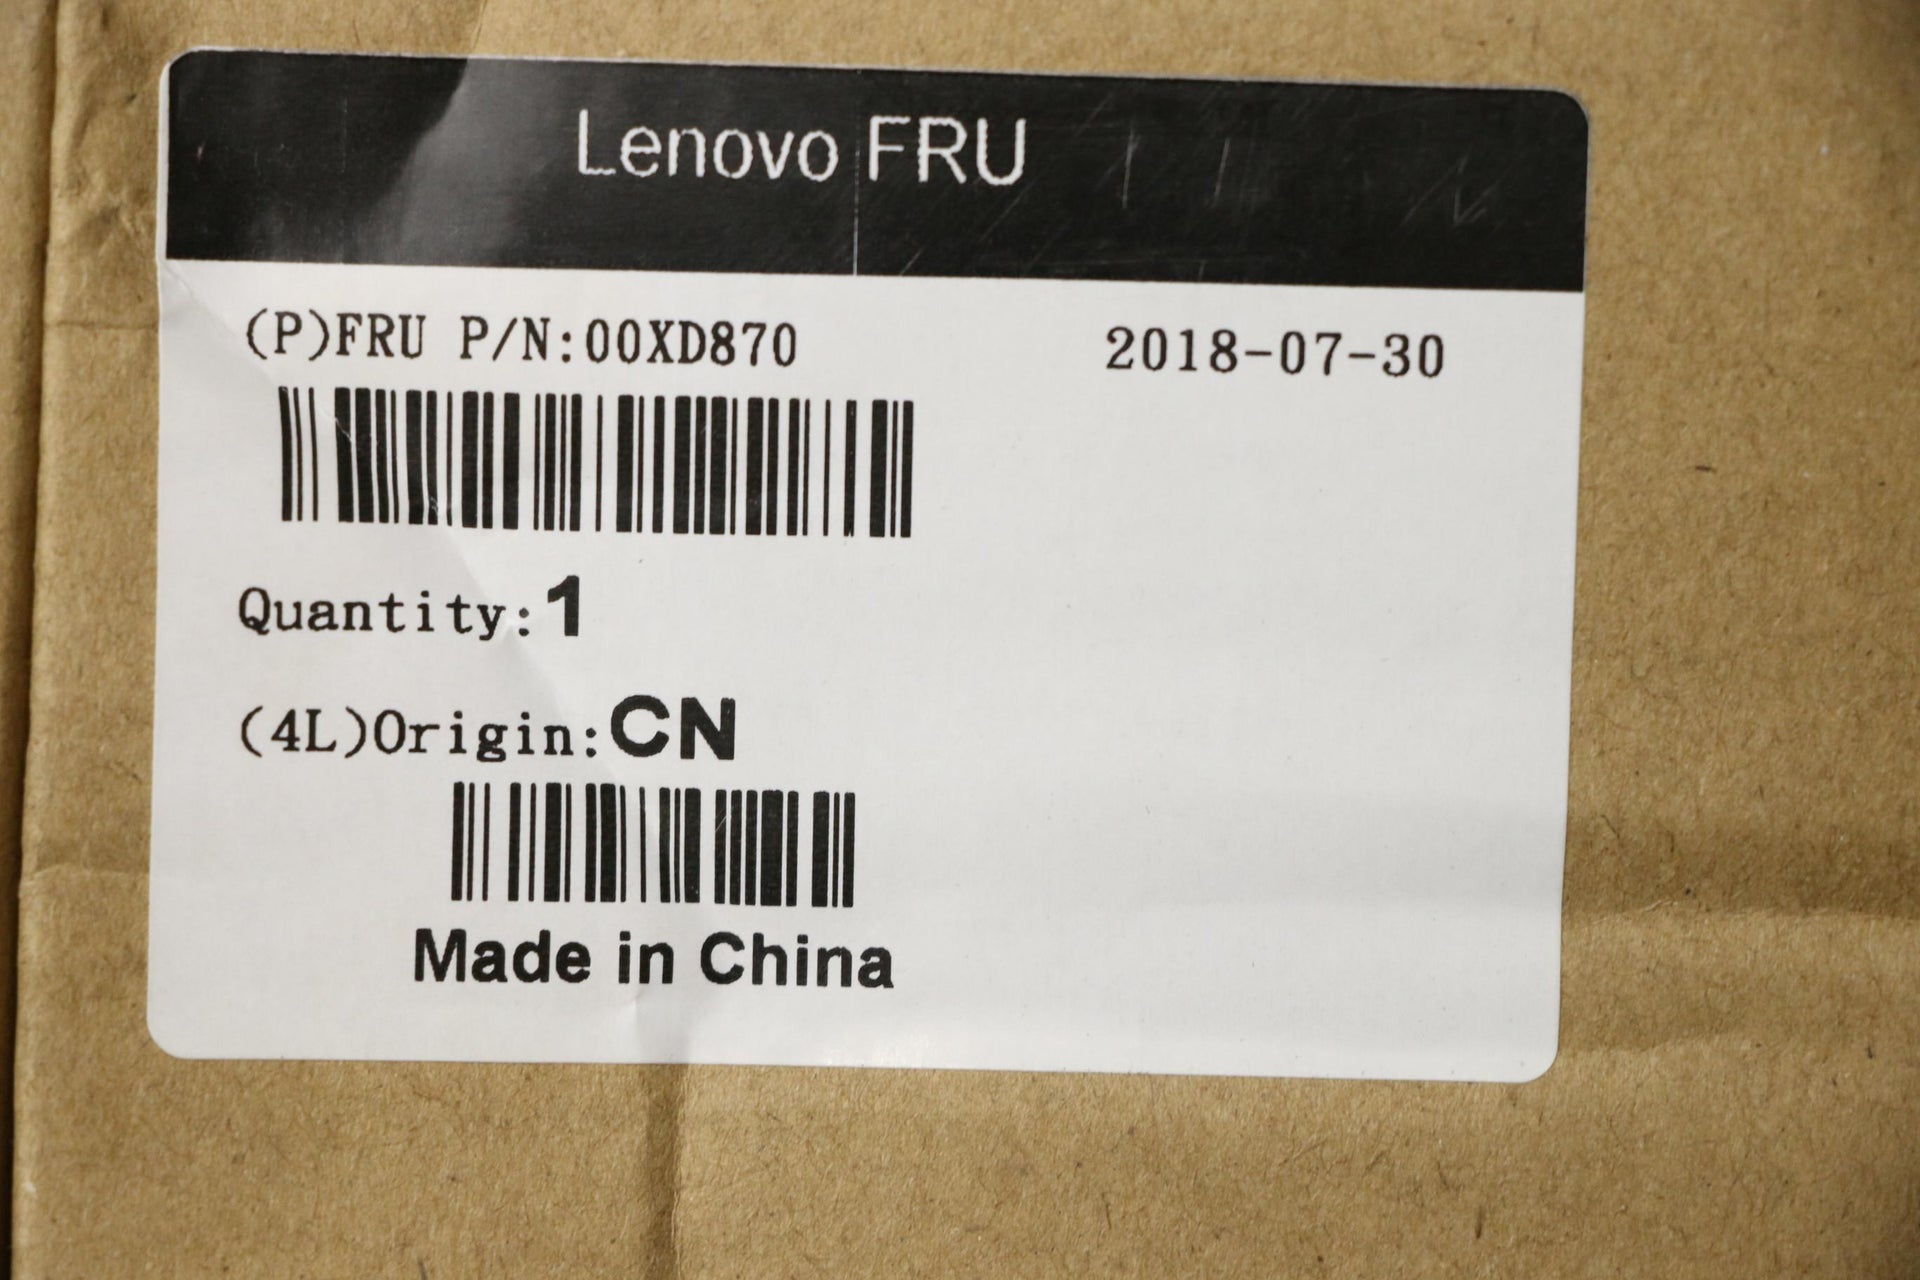 Lenovo FRU
(P)FRU P/N:00XD870 2018-07-30
Quantity:1
(4L)Origin:CN
Made in China